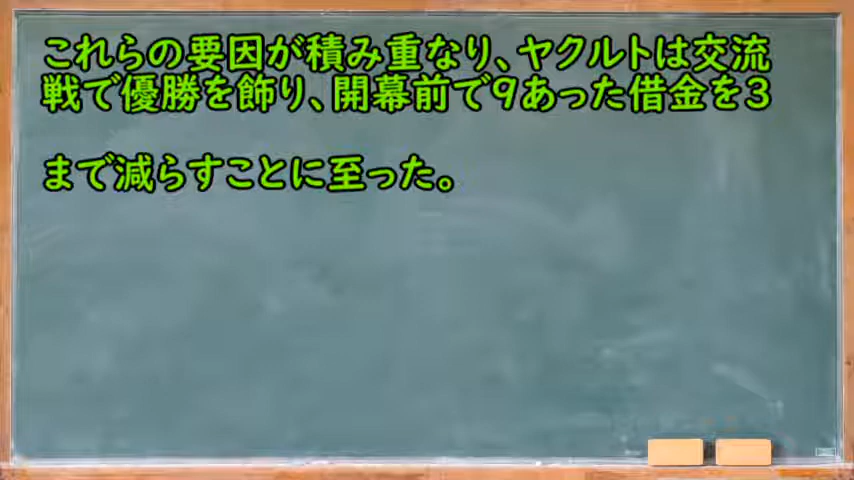 これらの要因が積み重なり、ヤクルトは交流
戦で優勝を飾り、開幕前で9あった借金を3
まで減らすことに至った。